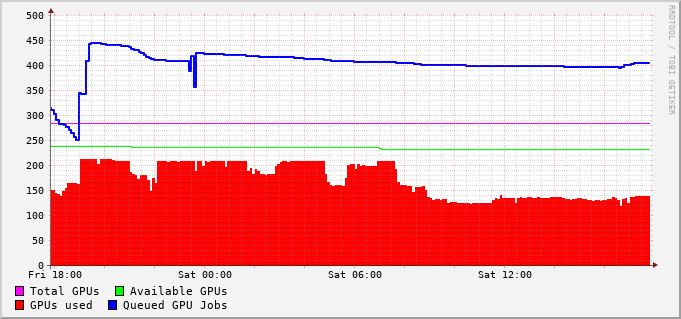 500
450
400
350
300
250
200
150
100
50
0
Fri 18:00 Sat 00:00 Sat 06:00 Sat 12:00
Total GPUs Available GPUs
GPUs used Queued GPU Jobs
RRDTOOL / TOBI OETIKER